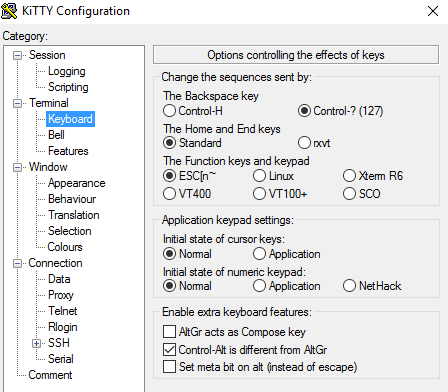 KiTTY Configuration
Category:
Session
Logging
Scripting
Terminal
Keyboard
Bell
Features
Window
Appearance
Behaviour
Translation
Selection
Colours
Connection
Data
Proxy
Telnet
Rlogin
SSH
Serial
Comment
Options controlling the effects of keys
Change the sequences sent by:
The Backspace key
Control-H Control-? (127)
The Home and End keys
Standard rxvt
The Function keys and keypad
ESC[n~ Linux Xterm R6
VT400 VT100+ SCO
Application keypad settings:
Initial state of cursor keys:
Normal Application
Initial state of numeric keypad:
Normal Application NetHack
Enable extra keyboard features:
AltGr acts as Compose key
Control-Alt is different from AltGr
Set meta bit on alt (instead of escape)